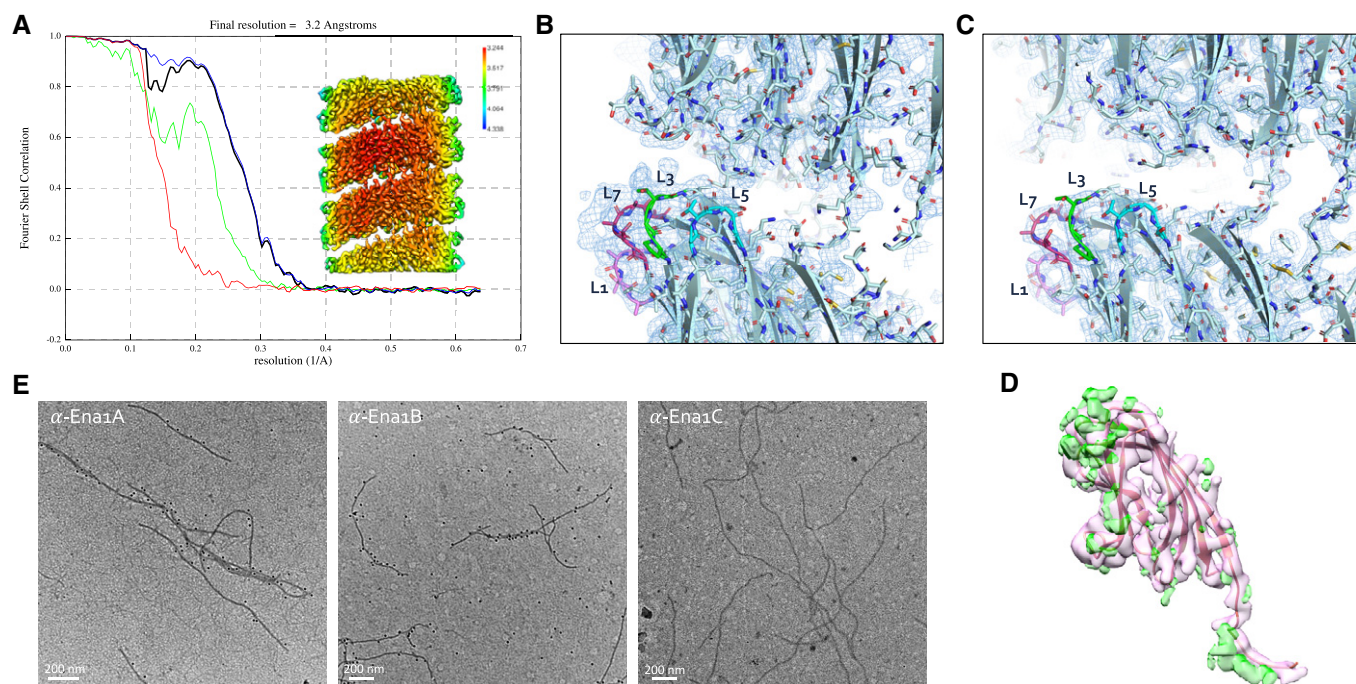 A
Final resolution = 3.2 Angstroms
1.0
0.8
0.6
0.4
0.2
0.0
-0.2
Fourier Shell Correlation
0.0 0.1 0.2 0.3 0.4 0.5 0.6 0.7
resolution (1/A)
3.244
3.517
3.791
4.064
4.338
B
L7
L3
L5
L1
C
L7
L3
L5
L1
D
E
α-Ena1A
200 nm
α-Ena1B
200 nm
α-Ena1C
200 nm